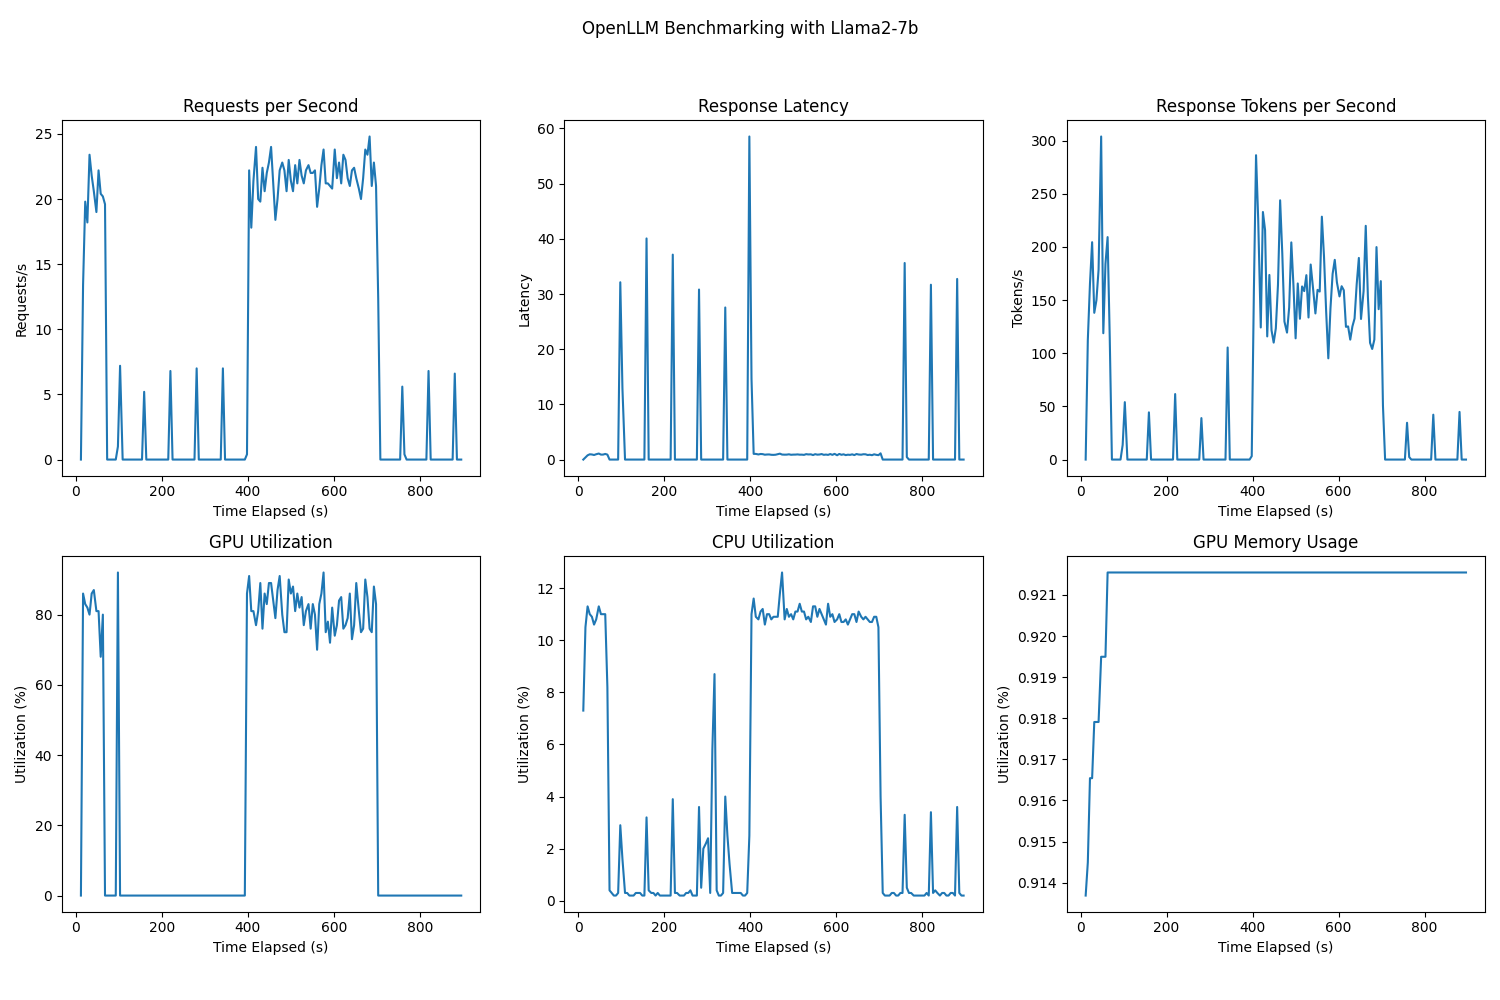 OpenLLM Benchmarking with Llama2-7b
Requests per Second
Requests/s
25
20
15
10
5
0
0 200 400 600 800
Time Elapsed (s)
Response Latency
Latency
60
50
40
30
20
10
0
0 200 400 600 800
Time Elapsed (s)
Response Tokens per Second
Tokens/s
300
250
200
150
100
50
0
0 200 400 600 800
Time Elapsed (s)
GPU Utilization
Utilization (%)
80
60
40
20
0
0 200 400 600 800
Time Elapsed (s)
CPU Utilization
Utilization (%)
12
10
8
6
4
2
0
0 200 400 600 800
Time Elapsed (s)
GPU Memory Usage
Utilization (%)
0.921
0.920
0.919
0.918
0.917
0.916
0.915
0.914
0 200 400 600 800
Time Elapsed (s)